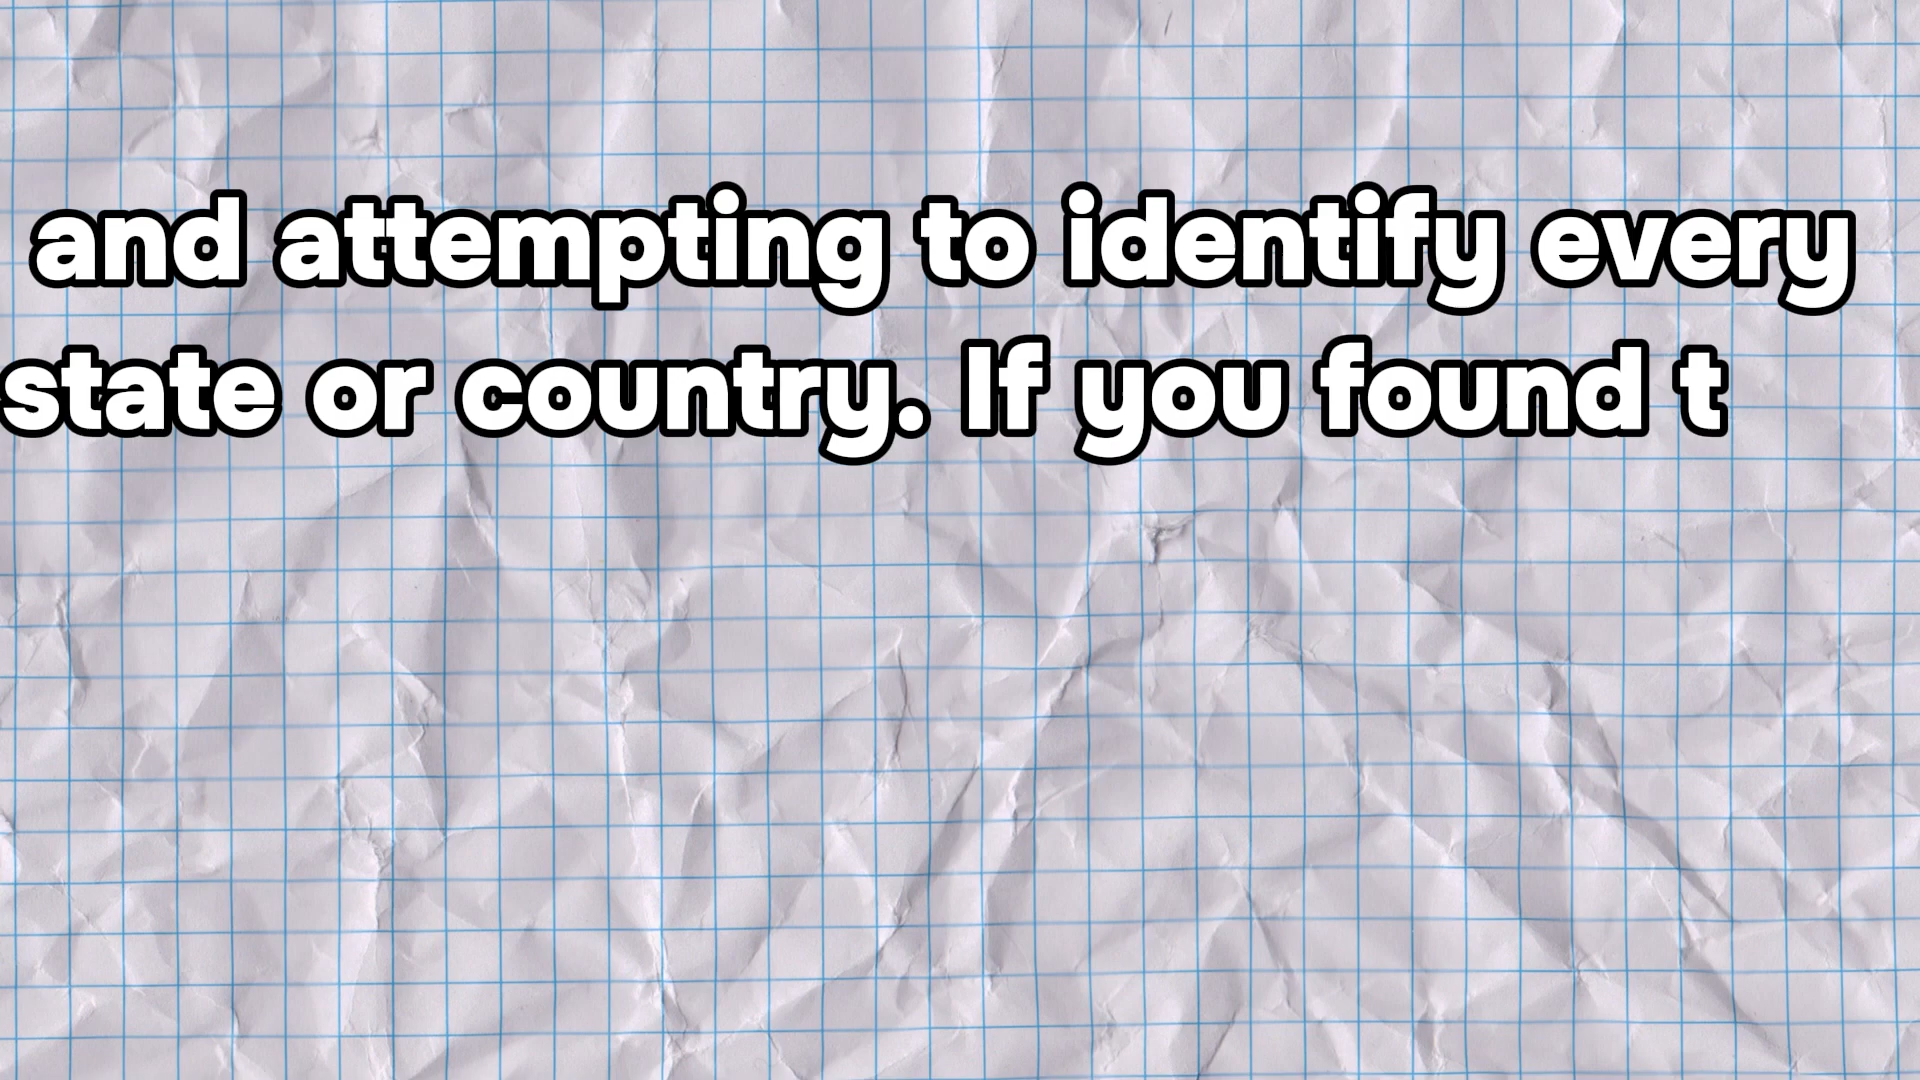 and attempting to identify every
state or country. If you found t